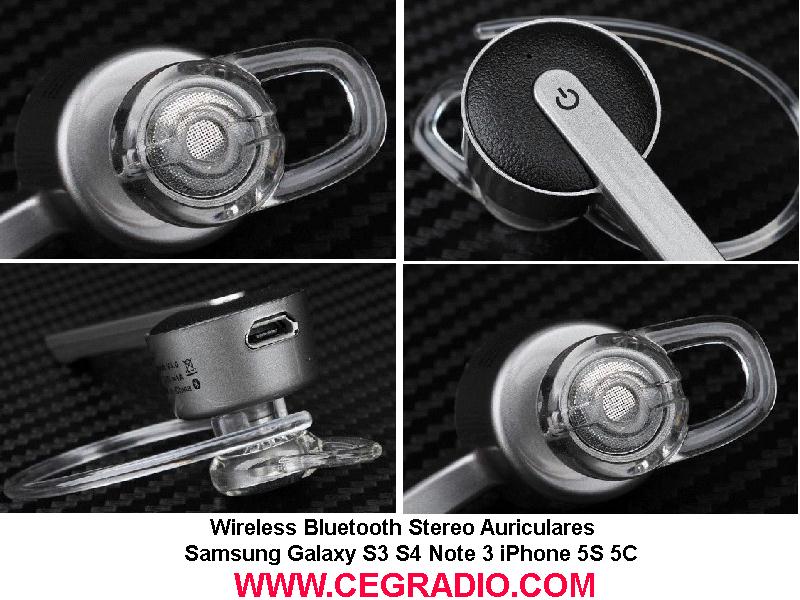 Wireless Bluetooth Stereo Auriculares
Samsung Galaxy S3 S4 Note 3 iPhone 5S 5C
WWW.CEGRADIO.COM